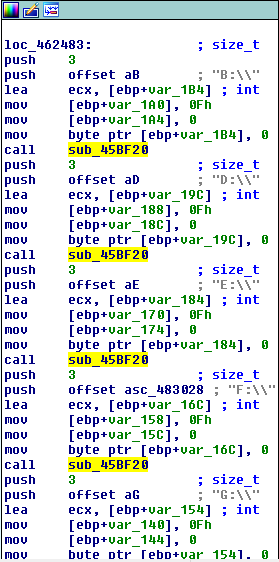 loc_462483: ; size_t
push 3
push offset aB ; "B:\\"
lea ecx, [ebp+var_1B4] ; int
mov [ebp+var_1A0], 0Fh
mov [ebp+var_1A4], 0
mov byte ptr [ebp+var_1B4], 0
call sub_45BF20
push 3 ; size_t
push offset aD ; "D:\\"
lea ecx, [ebp+var_19C] ; int
mov [ebp+var_188], 0Fh
mov [ebp+var_18C], 0
mov byte ptr [ebp+var_19C], 0
call sub_45BF20
push 3 ; size_t
push offset aE ; "E:\\"
lea ecx, [ebp+var_184] ; int
mov [ebp+var_170], 0Fh
mov [ebp+var_174], 0
mov byte ptr [ebp+var_184], 0
call sub_45BF20
push 3 ; size_t
push offset asc_483028 ; "F:\\"
lea ecx, [ebp+var_16C] ; int
mov [ebp+var_158], 0Fh
mov [ebp+var_15C], 0
mov byte ptr [ebp+var_16C], 0
call sub_45BF20
push 3 ; size_t
push offset aG ; "G:\\"
lea ecx, [ebp+var_154] ; int
mov [ebp+var_140], 0Fh
mov [ebp+var_144], 0
mov byte ptr [ebp+var_154], 0